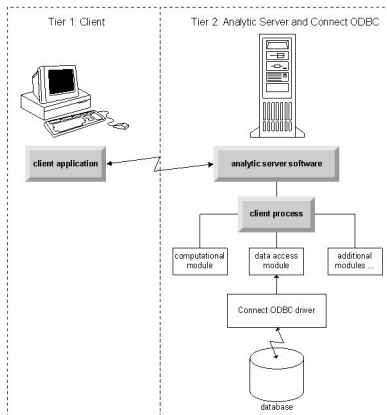 Tier 1: Client
Tier 2: Analytic Server and Connect ODBC
client application
analytic server software
client process
computational
module
data access
module
additional
modules ...
Connect ODBC driver
database